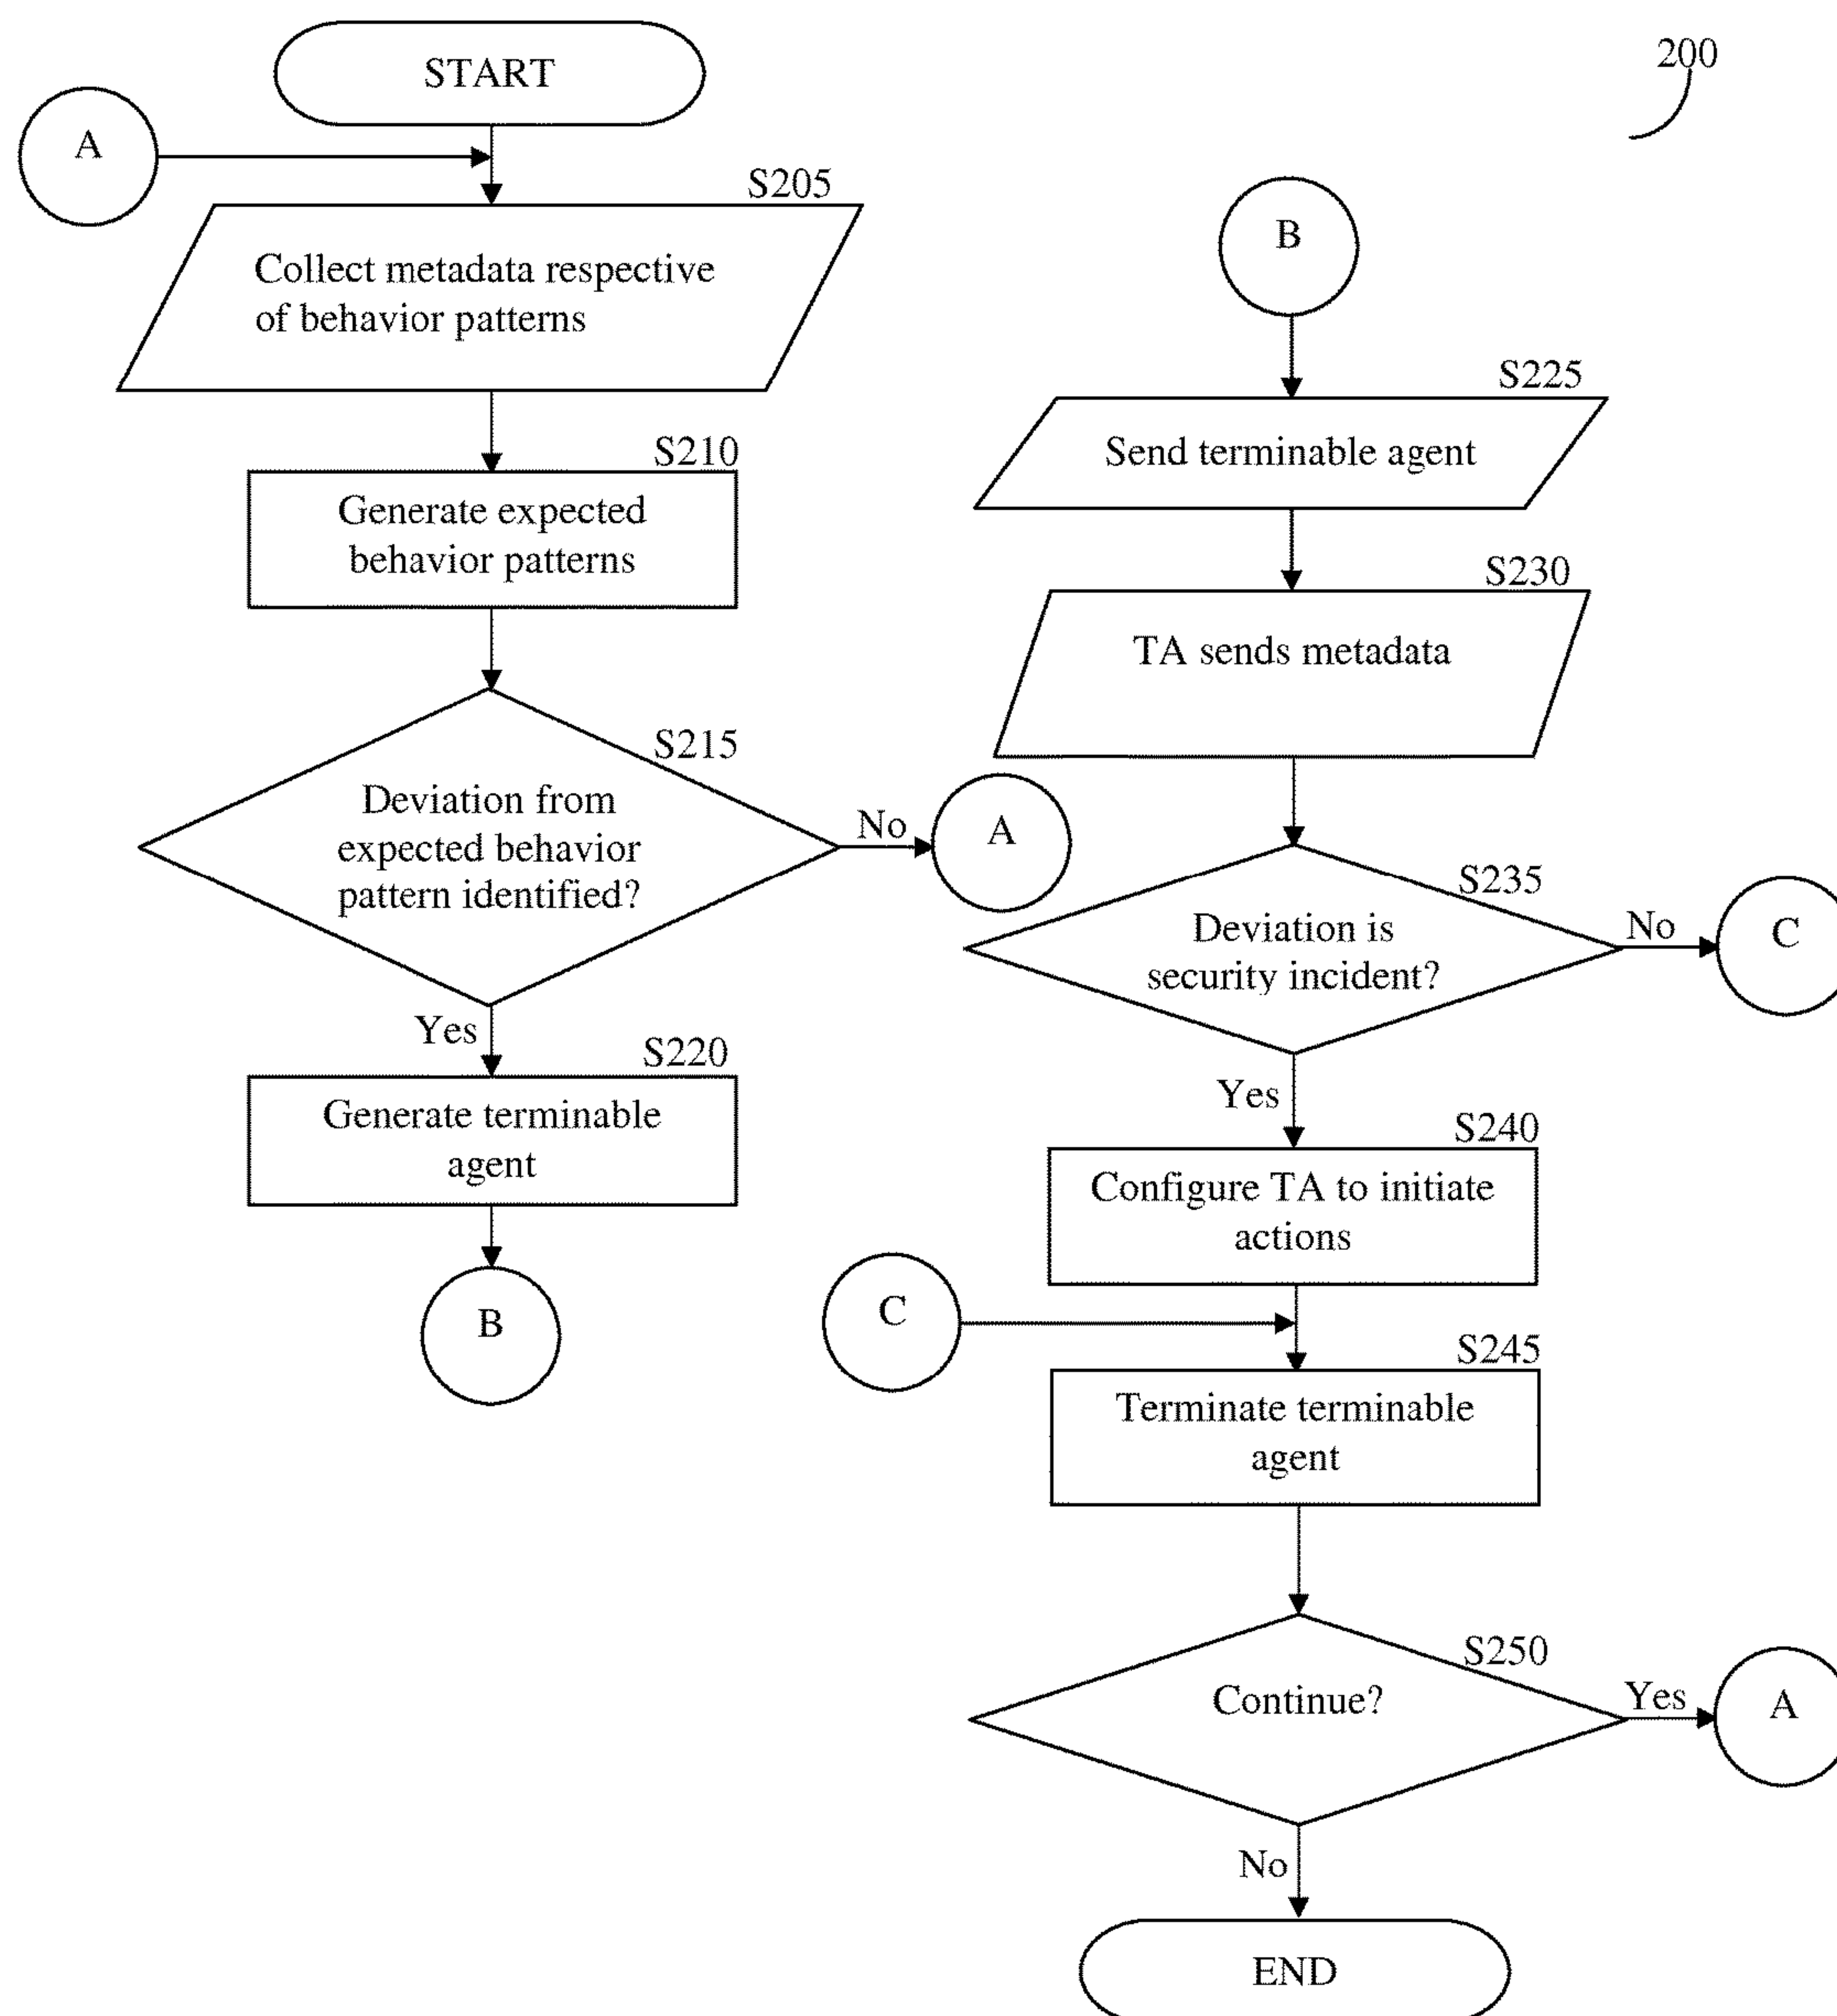 200
START
A
S205
Collect metadata respective
of behavior patterns
S210
Generate expected
behavior patterns
S215
Deviation from
expected behavior
pattern identified?
No
A
Yes
S220
Generate terminable
agent
B
B
S225
Send terminable agent
S230
TA sends metadata
S235
Deviation is
security incident?
No
C
Yes
S240
Configure TA to initiate
actions
C
S245
Terminate terminable
agent
S250
Continue?
Yes
A
No
END